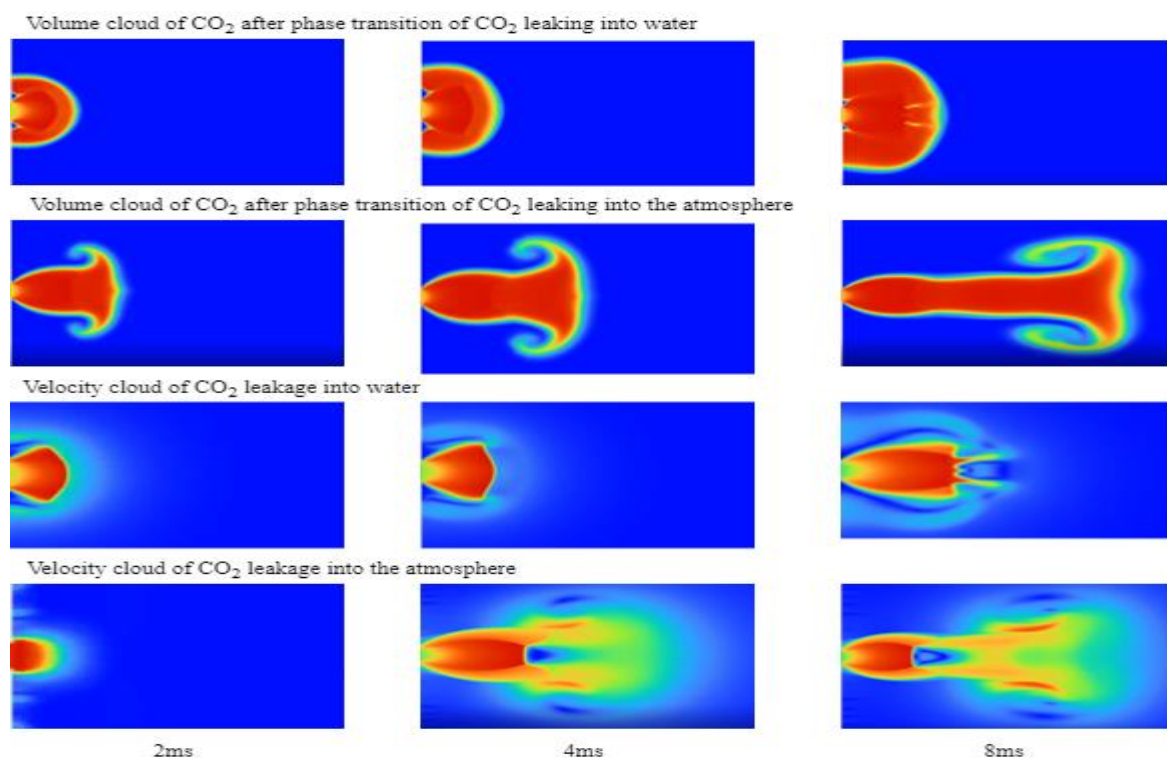 Volume cloud of CO₂ after phase transition of CO₂ leaking into water
Volume cloud of CO₂ after phase transition of CO₂ leaking into the atmosphere
Velocity cloud of CO₂ leakage into water
Velocity cloud of CO₂ leakage into the atmosphere
2ms 4ms 8ms